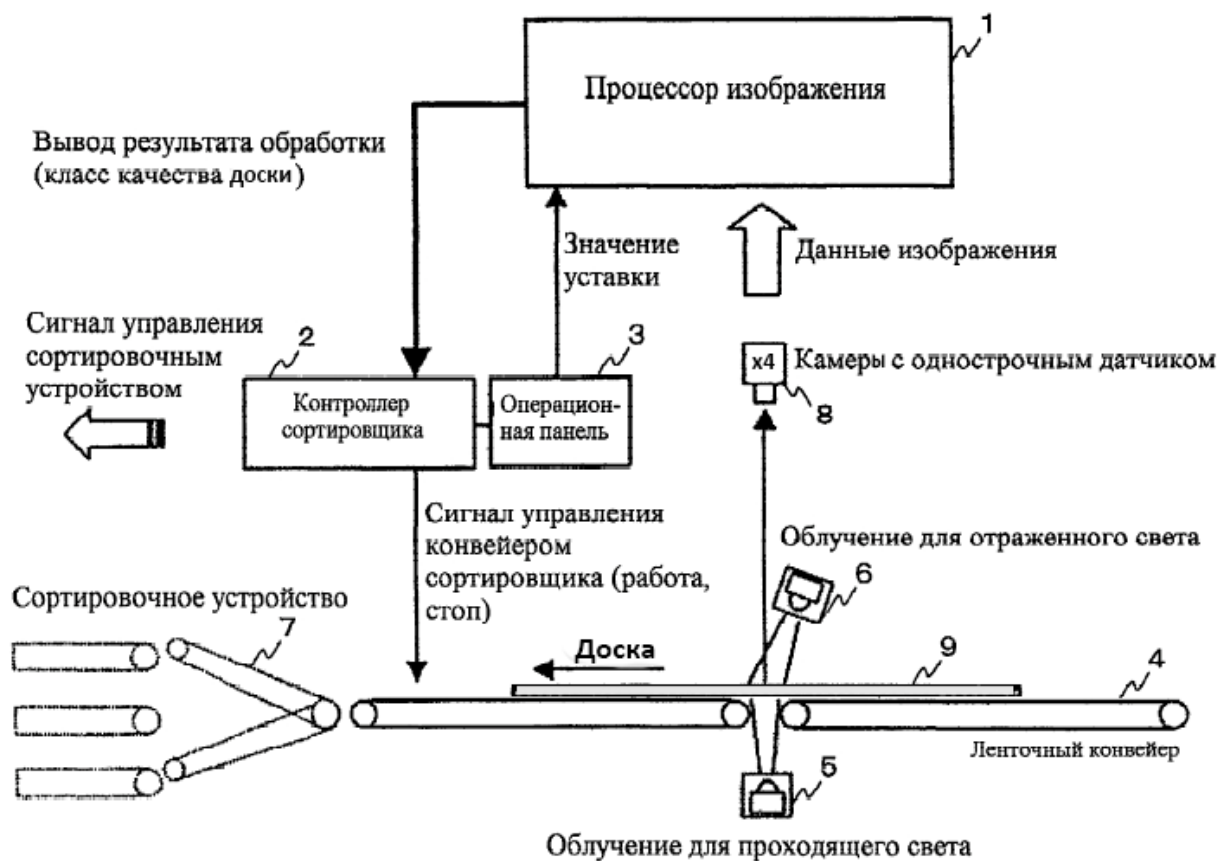 1
Процессор изображения
Вывод результата обработки
(класс качества доски)
Значение
уставки
Данные изображения
Сигнал управления
сортировочным
устройством
2
3
x4
Камеры с однострочным датчиком
8
Контроллер
сортировщика
Операцион-
ная панель
Сигнал управления
конвейером
сортировщика (работа,
стоп)
Облучение для отраженного света
6
Сортировочное устройство
7
Доска
9
4
Ленточный конвейер
5
Облучение для проходящего света